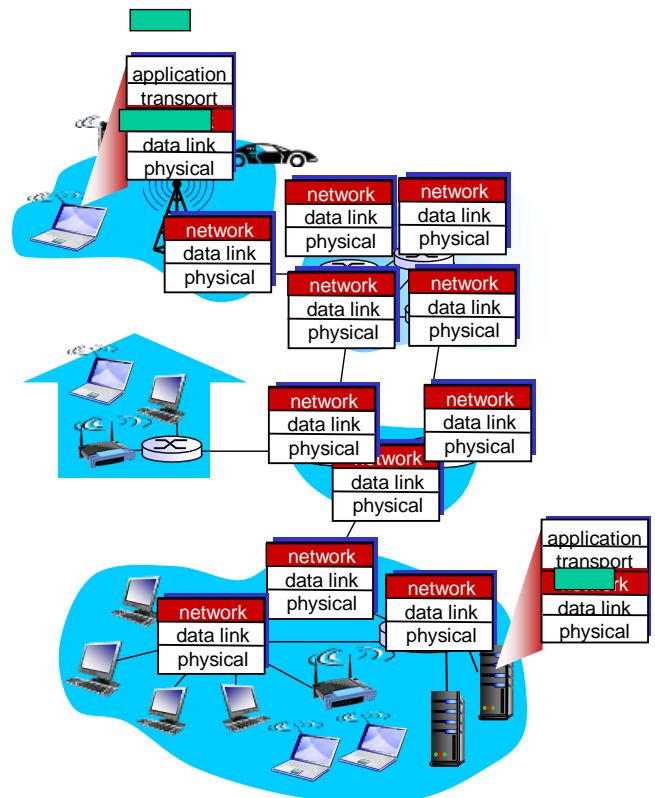 application
transport
data link
physical
network
data link
physical
network
data link
physical
network
data link
physical
network
data link
physical
network
data link
physical
network
data link
physical
network
data link
physical
network
data link
physical
network
data link
physical
network
data link
physical
network
data link
physical
application
transport
network
data link
physical